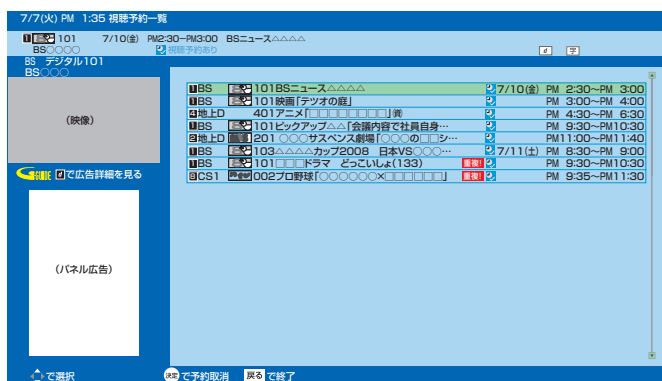 7/7(火) PM 1:35 視聴予約一覧
1 101 7/10(金) PM2:30~PM3:00 BSニュース△△△△
BS○○○○ 視聴予約あり d 字
BS デジタル101
BS○○○
(映像)
1BS 101BSニュース△△△△ 7/10(金) PM 2:30~PM 3:00
1BS 101映画「テツオの庭」 PM 3:00~PM 4:00
4地上D 401アニメ「□□□□□□□□」 PM 4:30~PM 6:30
1BS 101ピックアップ△△「会議内容で社員自身… PM 9:30~PM10:30
2地上D 201 ○○○サスペンス劇場「○○○の□□シ… PM11:00~PM11:40
1BS 103△△△△カップ2008 日本VS○○○… 7/11(土) PM 8:30~PM 9:00
1BS 101□□□ドラマ どっこいしょ(133) 重複! PM 9:30~PM10:30
8CS1 002プロ野球「○○○○○○×□□□□□□」 重複! PM 9:35~PM11:30
G GUIDE dで広告詳細を見る
(パネル広告)
で選択 決定 で予約取消 戻る で終了